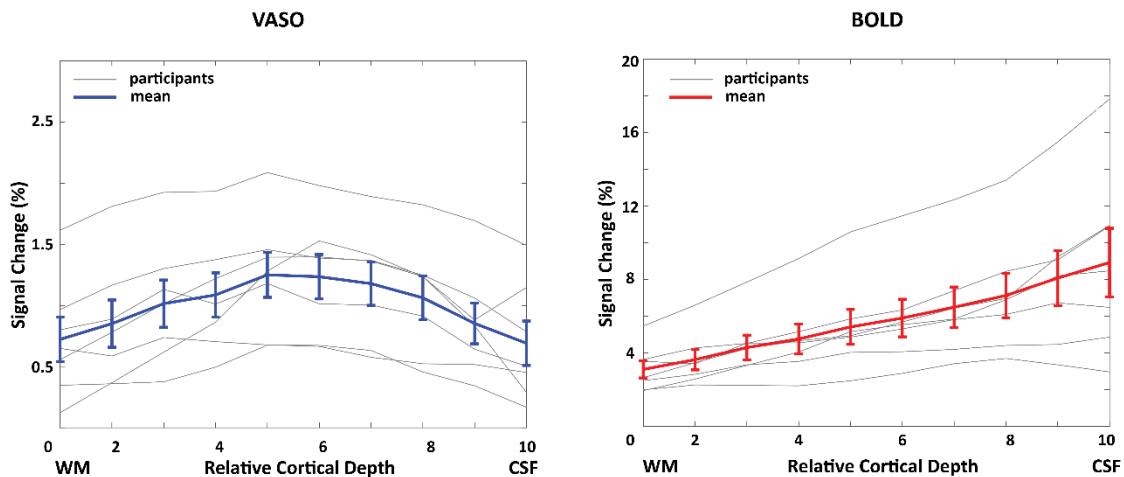 VASO
participants
mean
2.5
1.5
0.5
Signal Change (%)
0 2 4 6 8 10
WM Relative Cortical Depth CSF
BOLD
participants
mean
20
16
12
8
4
0
Signal Change (%)
0 2 4 6 8 10
WM Relative Cortical Depth CSF